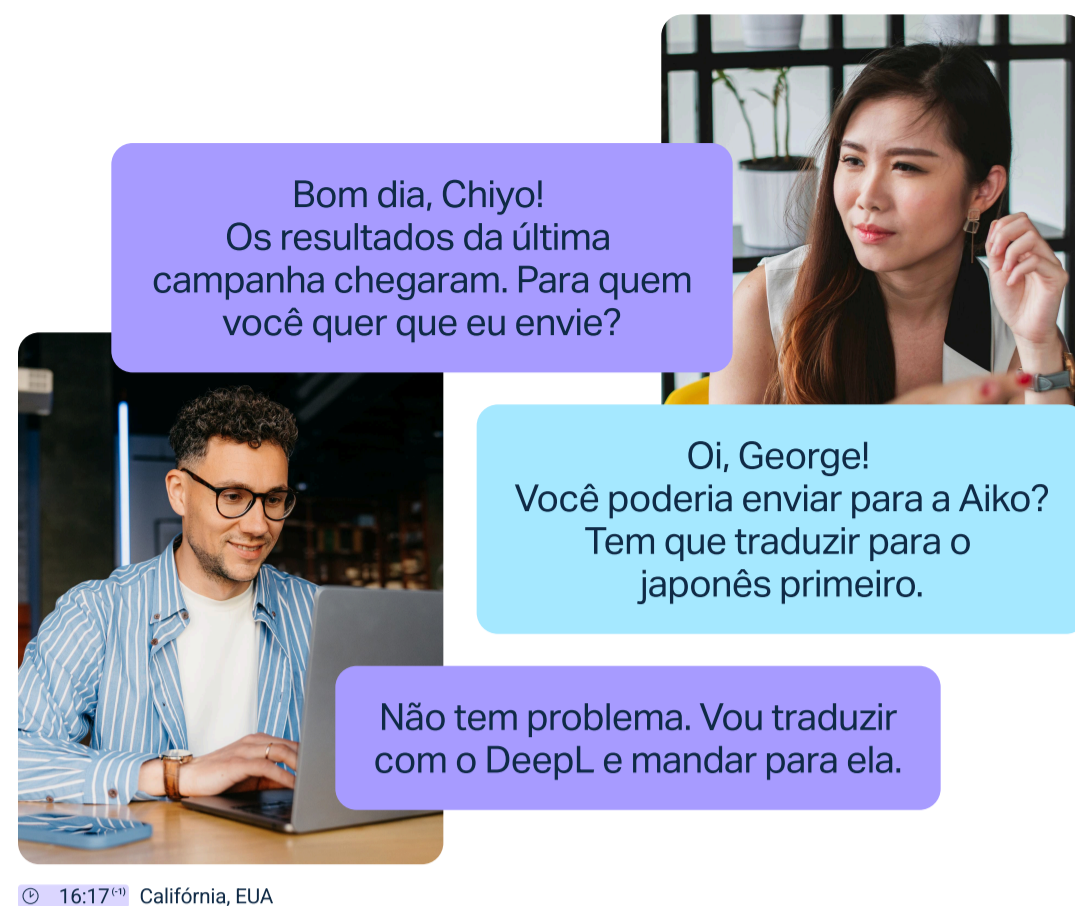 Bom dia, Chiyo!
Os resultados da última
campanha chegaram. Para quem
você quer que eu envie?
Oi, George!
Você poderia enviar para a Aiko?
Tem que traduzir para o
japonês primeiro.
Não tem problema. Vou traduzir
com o DeepL e mandar para ela.
16:17(-1) Califórnia, EUA